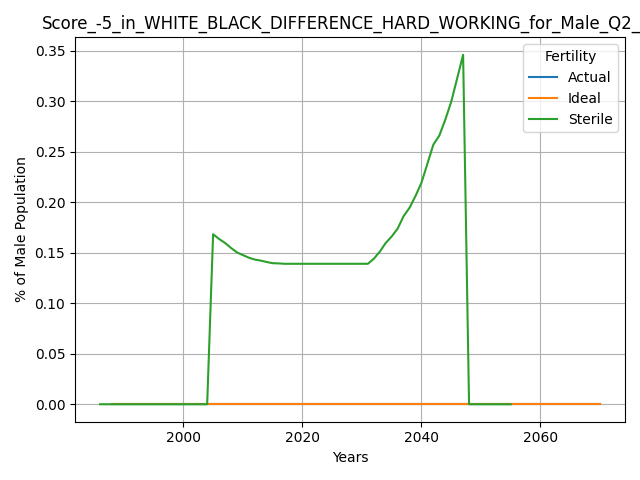 Score_-5_in_WHITE_BLACK_DIFFERENCE_HARD_WORKING_for_Male_Q2_
Fertility
Actual
Ideal
Sterile
% of Male Population
0.35
0.30
0.25
0.20
0.15
0.10
0.05
0.00
2000 2020 2040 2060
Years